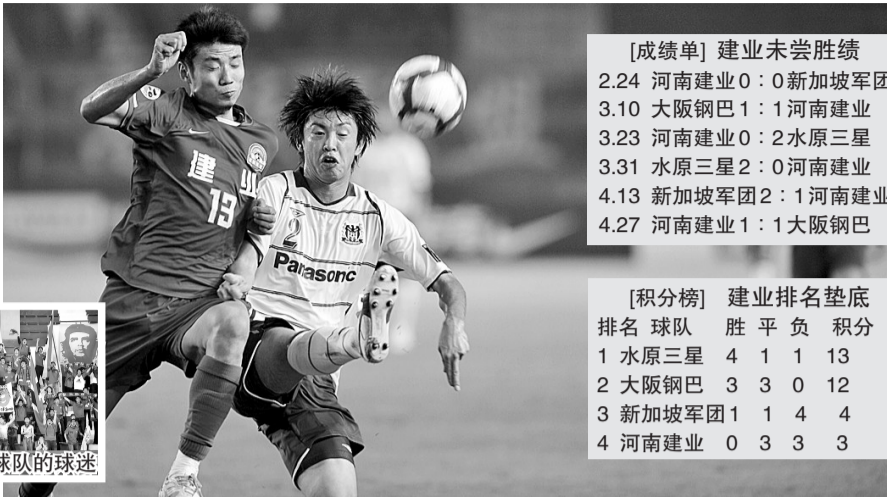 [成绩单] 建业未尝胜绩
2.24 河南建业0：0新加坡军团
3.10 大阪钢巴1：1河南建业
3.23 河南建业0：2水原三星
3.31 水原三星2：0河南建业
4.13 新加坡军团2：1河南建业
4.27 河南建业1：1大阪钢巴
[积分榜] 建业排名垫底
排名 球队 胜 平 负 积分
1 水原三星 4 1 1 13
2 大阪钢巴 3 3 0 12
3 新加坡军团 1 1 4 4
4 河南建业 0 3 3 3
建业
13
2
Panasonic
球队的球迷